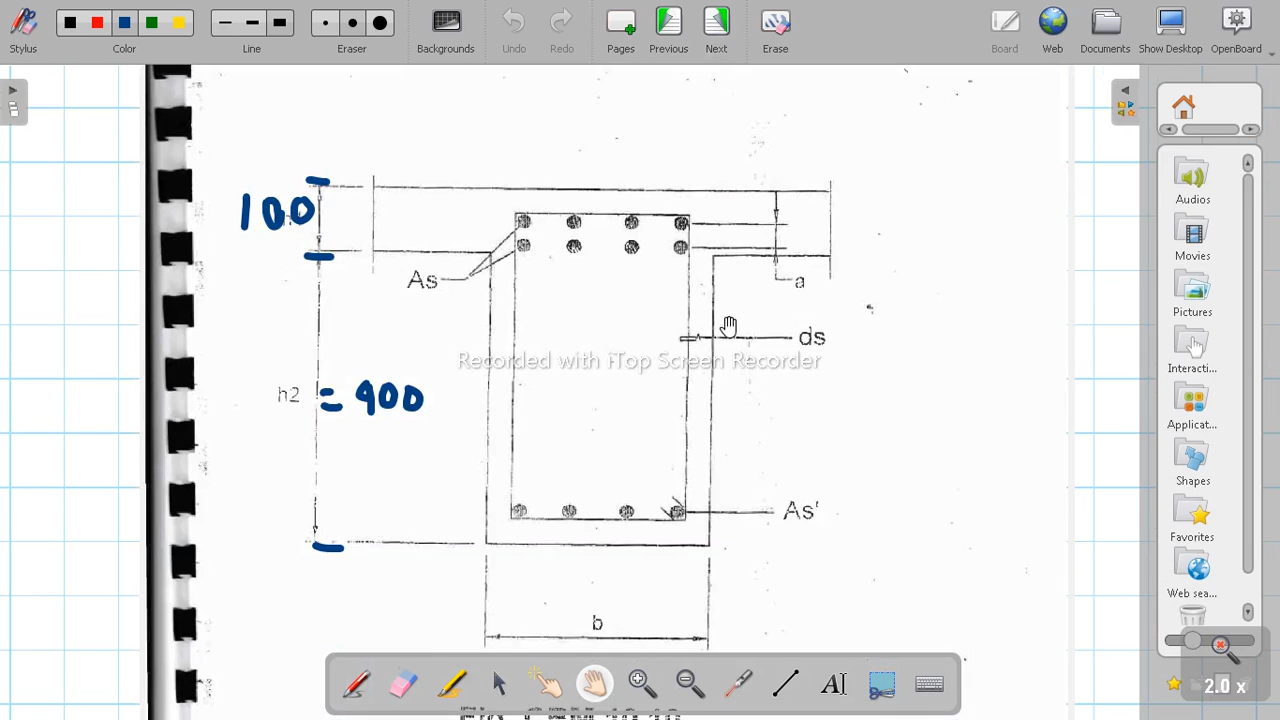 Stylus
Color
Line
Eraser
Backgrounds
Undo
Redo
Pages
Previous
Next
Erase
Board
Web
Documents
Show Desktop
OpenBoard
100
As
a
ds
Recorded with iTop Screen Recorder
h2 = 400
As'
b
Audios
Movies
Pictures
Interacti...
Applicat...
Shapes
Favorites
Web sea...
2.0 x